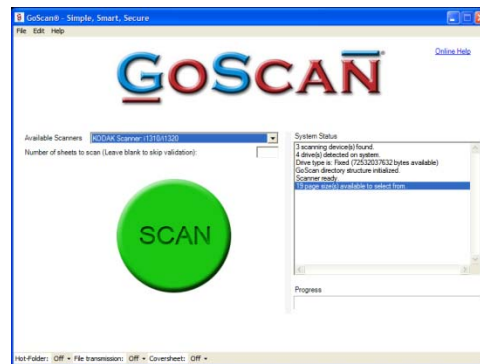 GoScan® - Simple, Smart, Secure
File Edit Help
Online Help
GOSCAN
Available Scanners KODAK Scanner: i1310/i1320
Number of sheets to scan (Leave blank to skip validation):
SCAN
System Status
3 scanning device(s) found.
4 drive(s) detected on system.
Drive type is: Fixed (72532037632 bytes available)
GoScan directory structure initialized.
Scanner ready.
19 page size(s) available to select from.
Progress
Hot-Folder: Off File transmission: Off Coversheet: Off